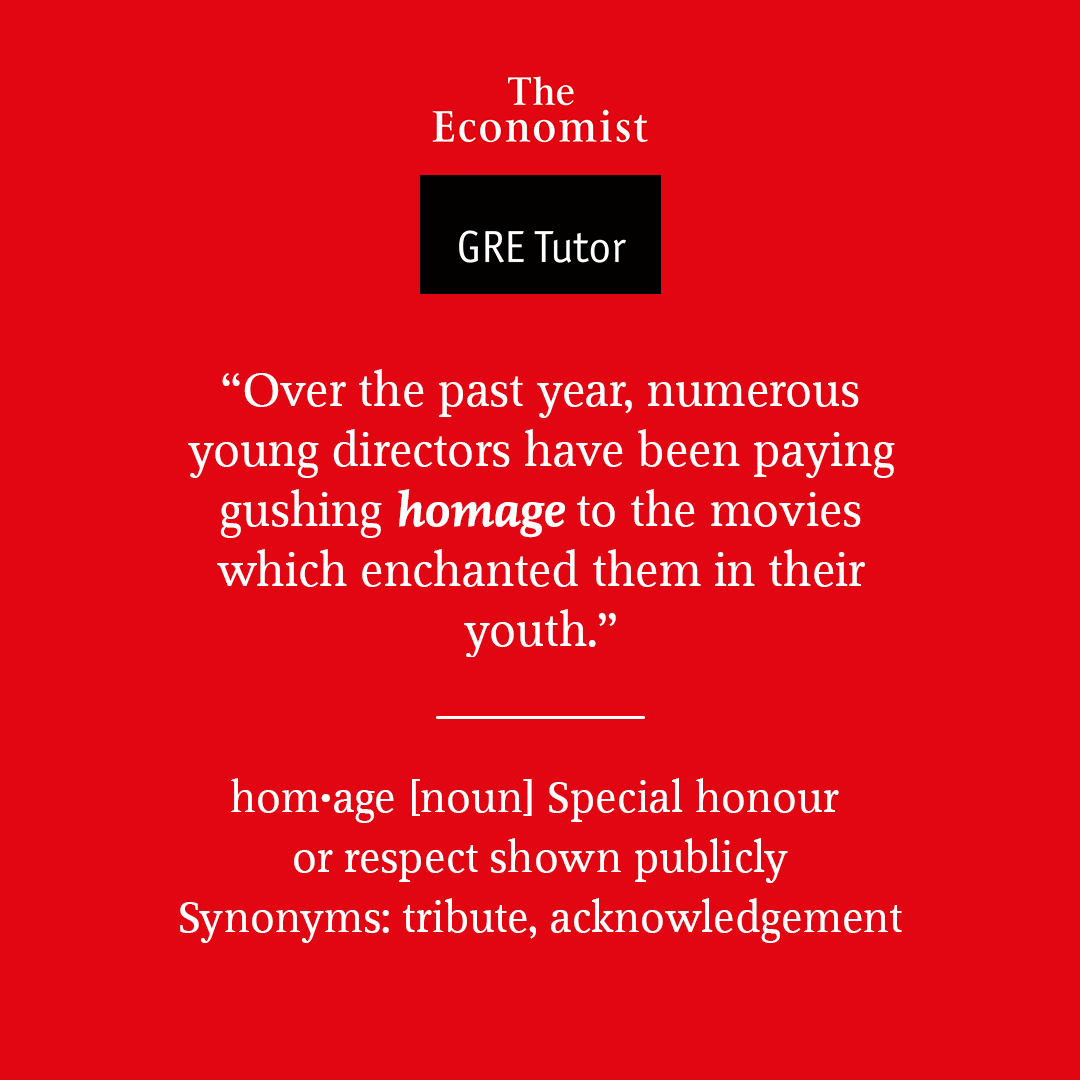 The
Economist
GRE Tutor
“Over the past year, numerous
young directors have been paying
gushing homage to the movies
which enchanted them in their
youth.”
hom•age [noun] Special honour
or respect shown publicly
Synonyms: tribute, acknowledgement